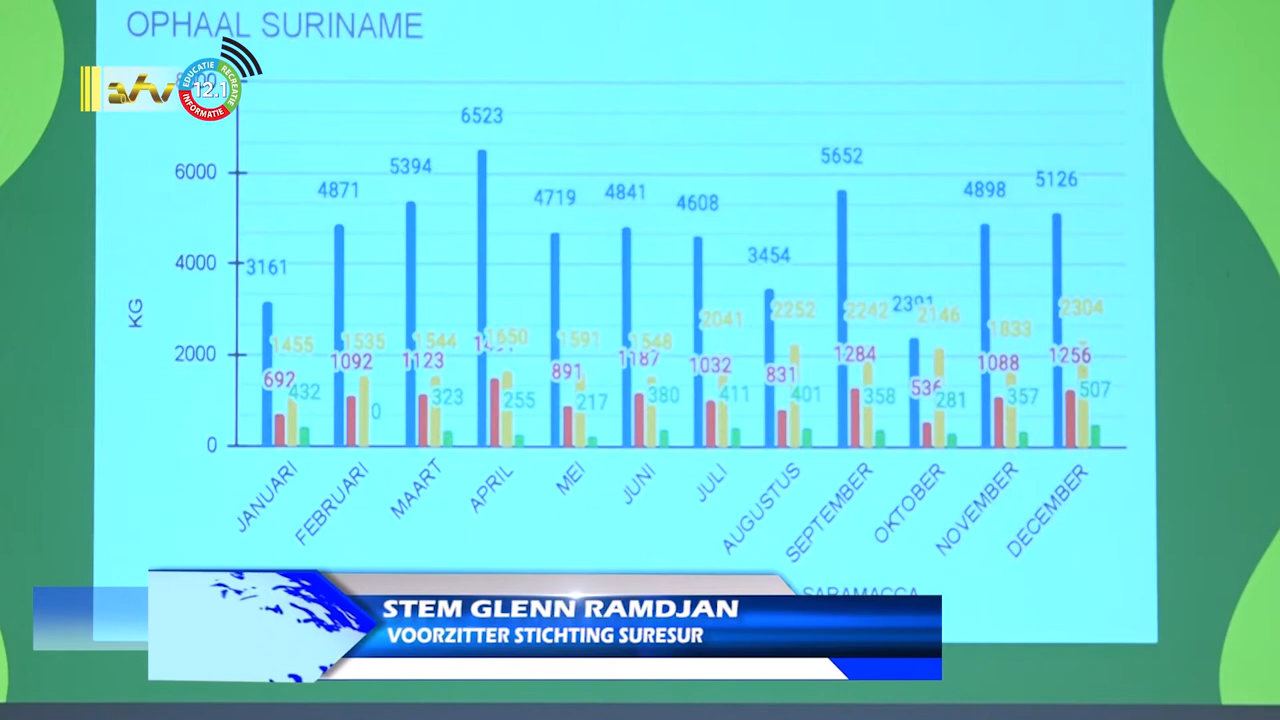 OPHAAL SURINAME
atv
EDUCATIE RECREATIE INFORMATIE
12.1
KG
6000
4000
2000
0
3161
692
1455
432
4871
1092
1535
0
5394
1123
1544
323
6523
1650
255
4719
891
1591
217
4841
1187
1548
380
4608
1032
2041
411
3454
831
2252
401
5652
1284
2242
358
2391
536
2146
281
4898
1088
1833
357
5126
1256
2304
507
JANUARI
FEBRUARI
MAART
APRIL
MEI
JUNI
JULI
AUGUSTUS
SEPTEMBER
OKTOBER
NOVEMBER
DECEMBER
SARAMACCA
STEM GLENN RAMDJAN
VOORZITTER STICHTING SURESUR